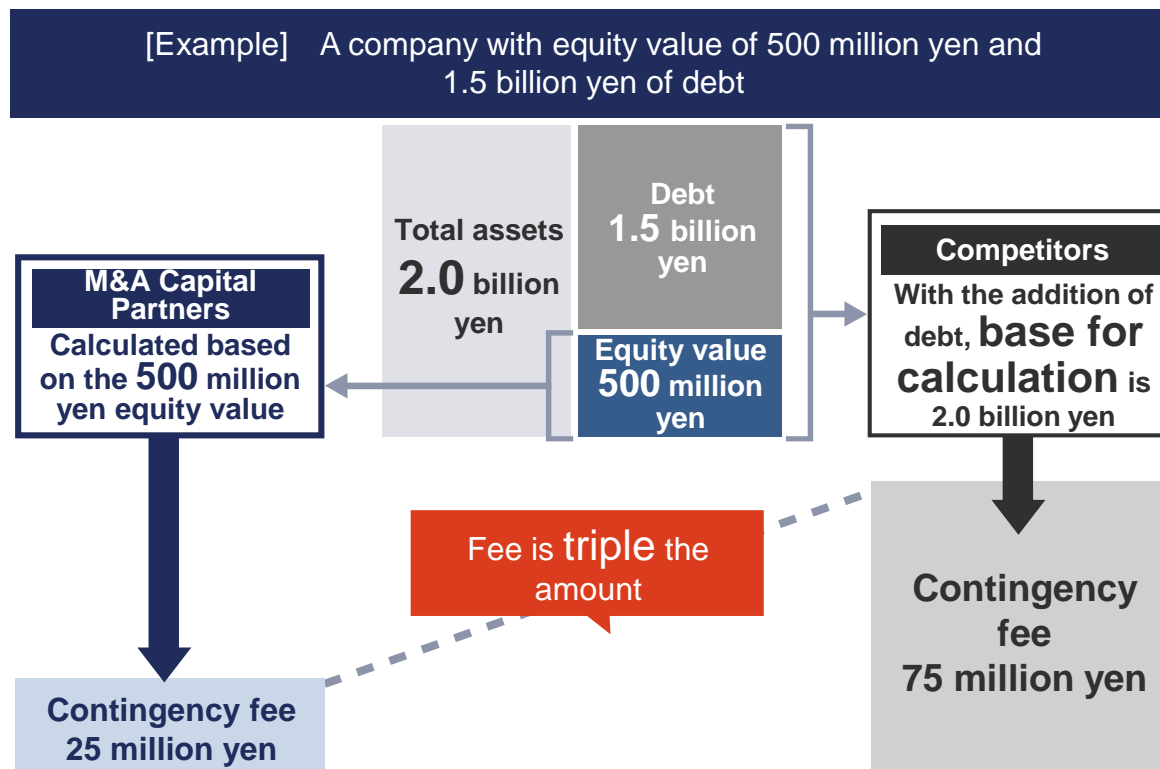 [Example] A company with equity value of 500 million yen and
1.5 billion yen of debt
Total assets
2.0 billion
yen
Debt
1.5 billion
yen
Equity value
500 million
yen
M&A Capital
Partners
Calculated based
on the 500 million
yen equity value
Competitors
With the addition of
debt, base for
calculation is
2.0 billion yen
Fee is triple the
amount
Contingency fee
25 million yen
Contingency
fee
75 million yen